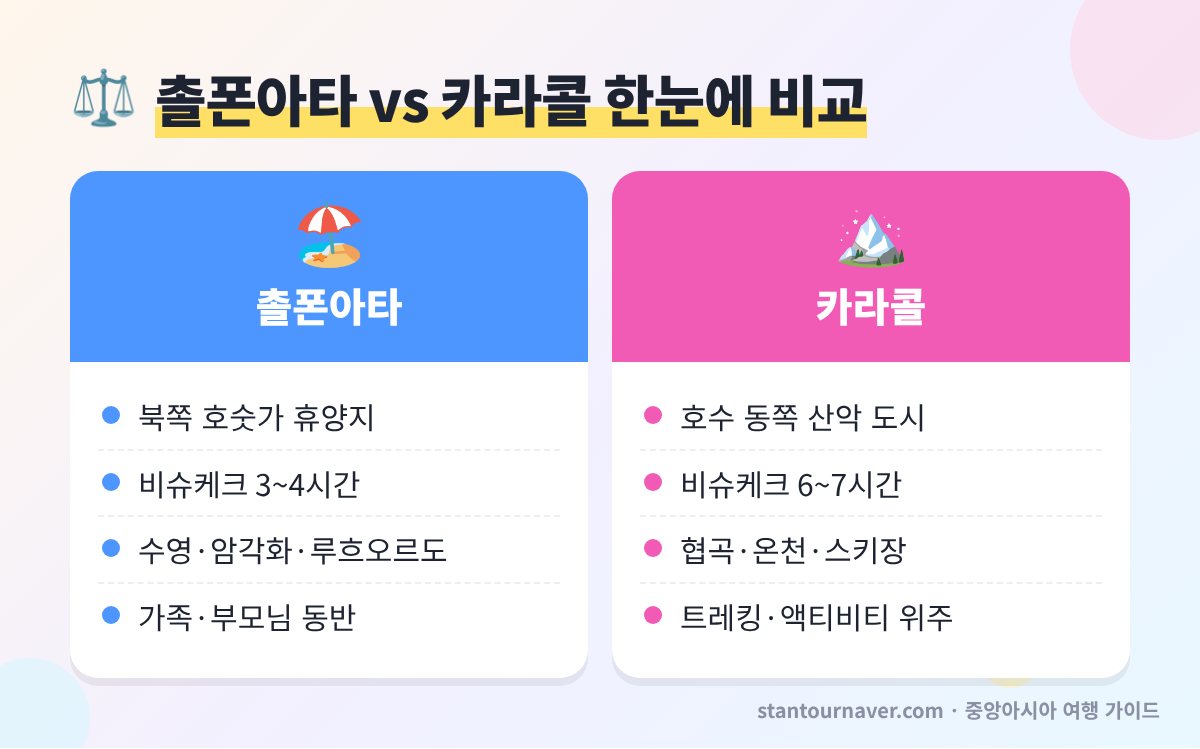 촐폰아타 vs 카라콜 한눈에 비교
촐폰아타
북쪽 호숫가 휴양지
비슈케크 3~4시간
수영·암각화·루흐오르도
가족·부모님 동반
카라콜
호수 동쪽 산악 도시
비슈케크 6~7시간
협곡·온천·스키장
트레킹·액티비티 위주
stantournaver.com · 중앙아시아 여행 가이드